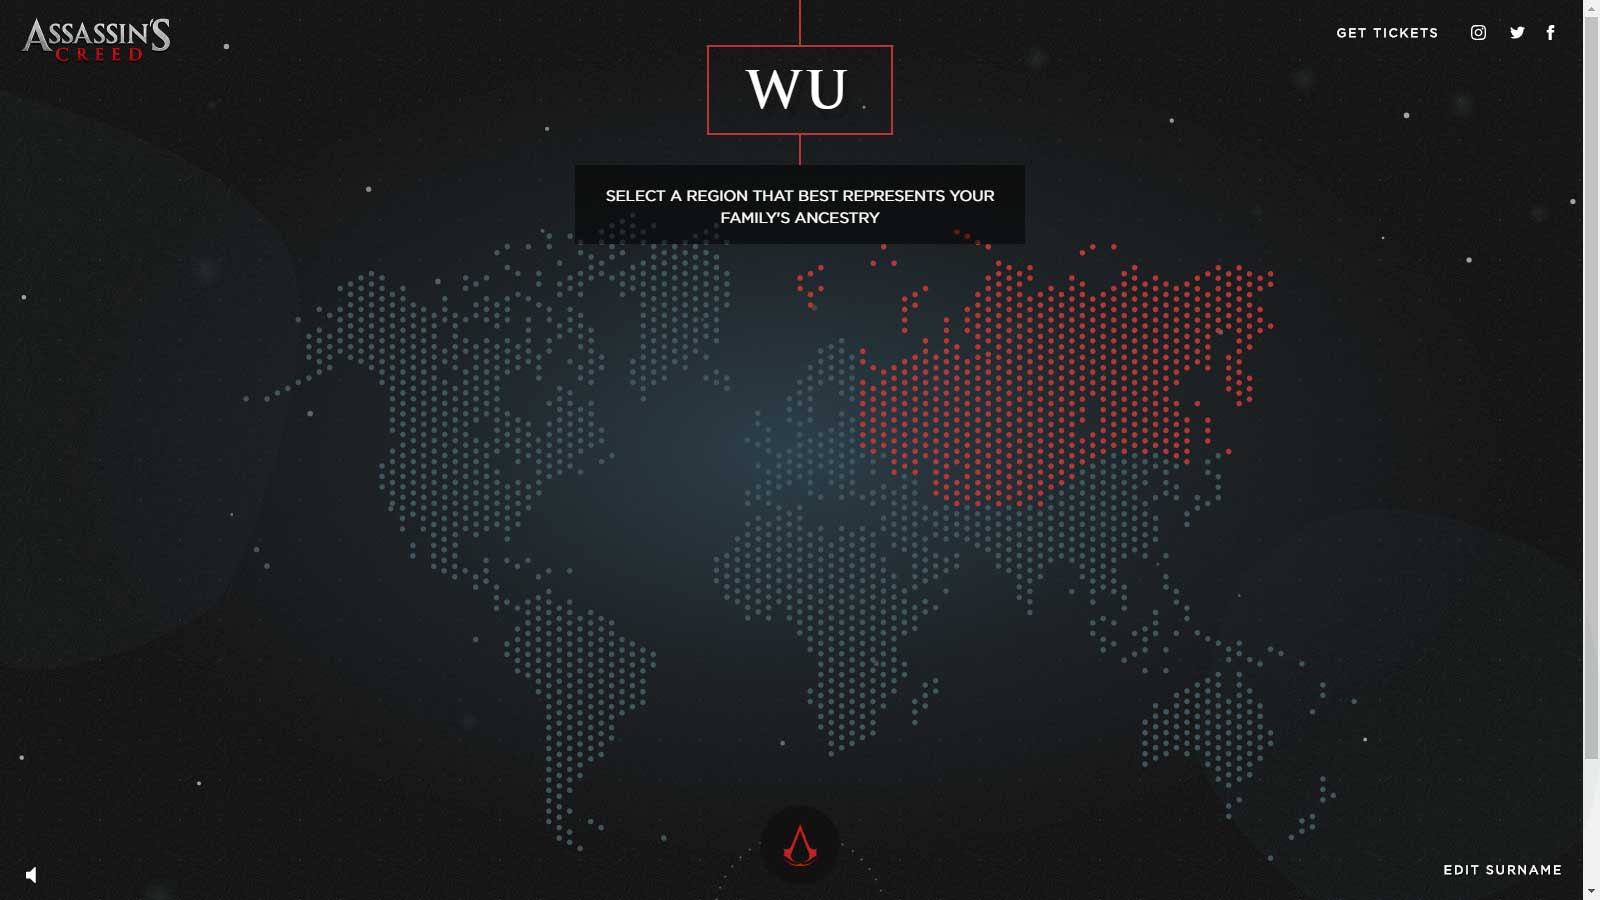 ASSASSIN'S
CREED
GET TICKETS
WU
SELECT A REGION THAT BEST REPRESENTS YOUR
FAMILY'S ANCESTRY
EDIT SURNAME